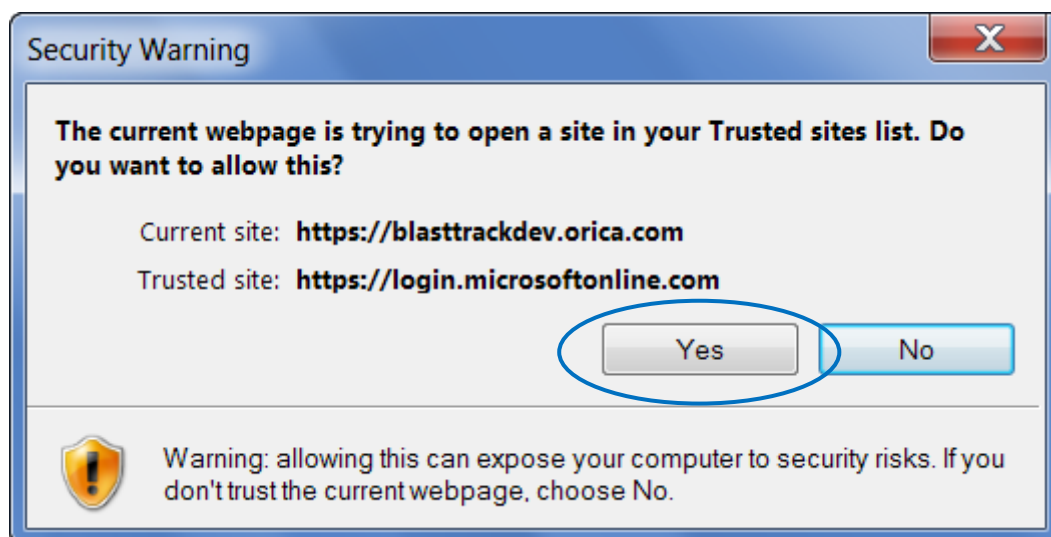 Security Warning
The current webpage is trying to open a site in your Trusted sites list. Do
you want to allow this?
Current site: https://blasttrackdev.orica.com
Trusted site: https://login.microsoftonline.com
Yes No
Warning: allowing this can expose your computer to security risks. If you
don't trust the current webpage, choose No.